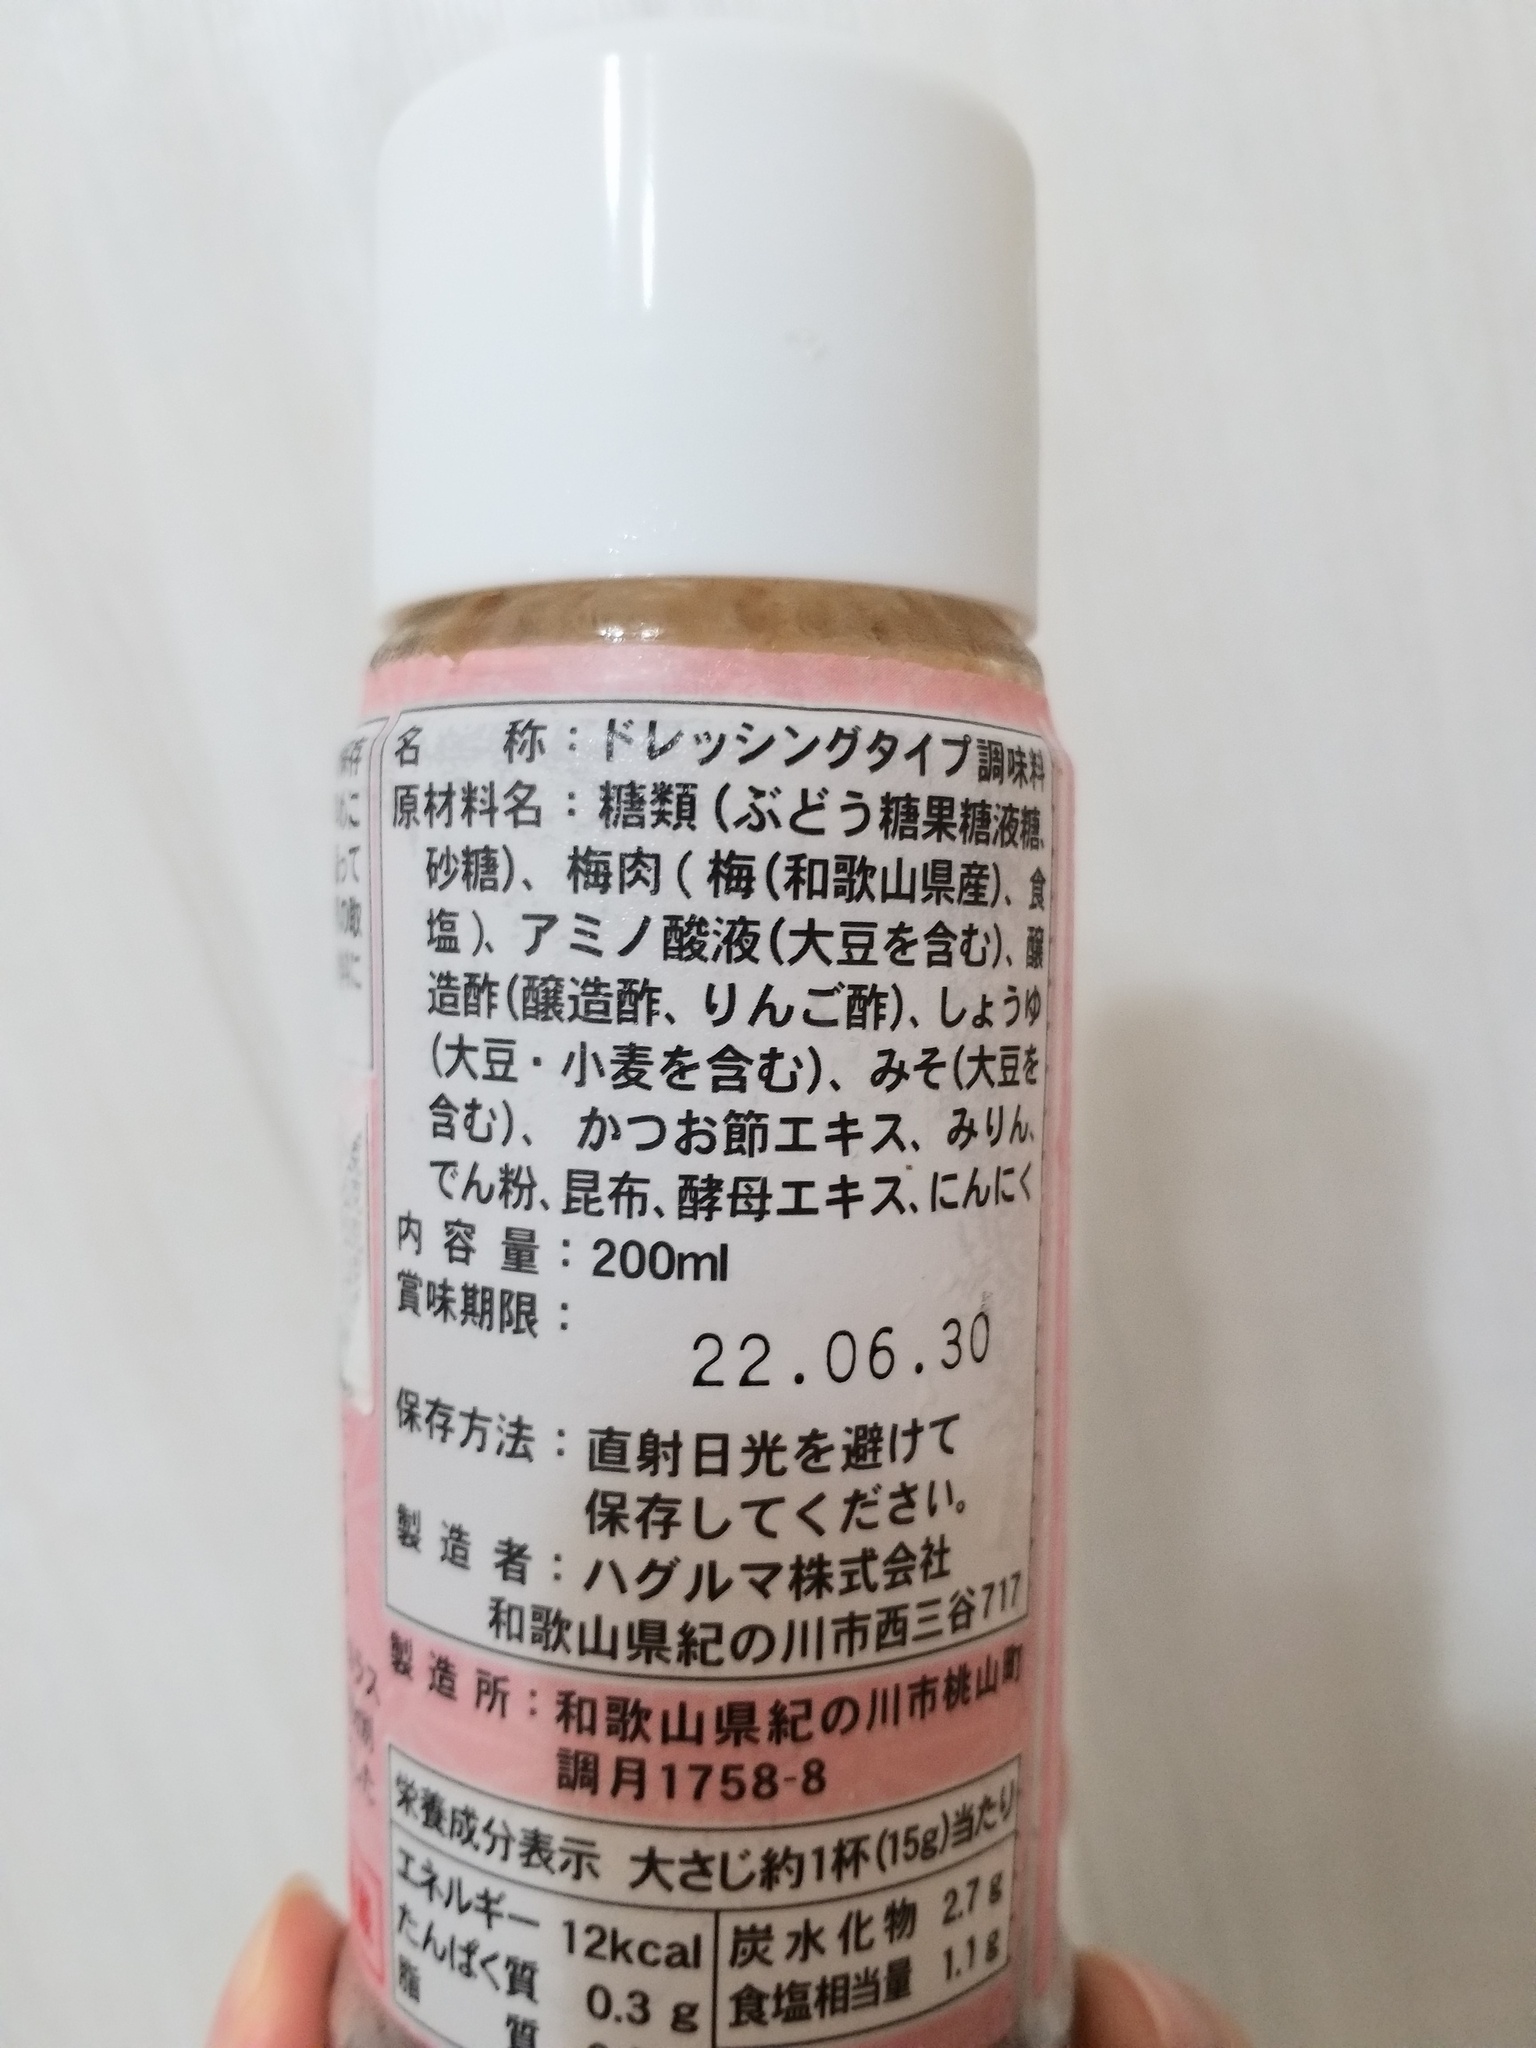 名　称：ドレッシングタイプ調味料
原材料名：糖類(ぶどう糖果糖液糖、
砂糖)、梅肉(梅(和歌山県産)、食
塩)、アミノ酸液(大豆を含む)、醸
造酢(醸造酢、りんご酢)、しょうゆ
(大豆・小麦を含む)、みそ(大豆を
含む)、かつお節エキス、みりん、
でん粉、昆布、酵母エキス、にんにく
内容量：200ml
賞味期限：
22.06.30
保存方法：直射日光を避けて
保存してください。
製造者：ハグルマ株式会社
和歌山県紀の川市西三谷717
製造所：和歌山県紀の川市桃山町
調月1758-8
栄養成分表示 大さじ約1杯(15g)当たり
エネルギー 12kcal
たんぱく質 0.3 g
脂質
炭水化物 2.7 g
食塩相当量 1.1 g